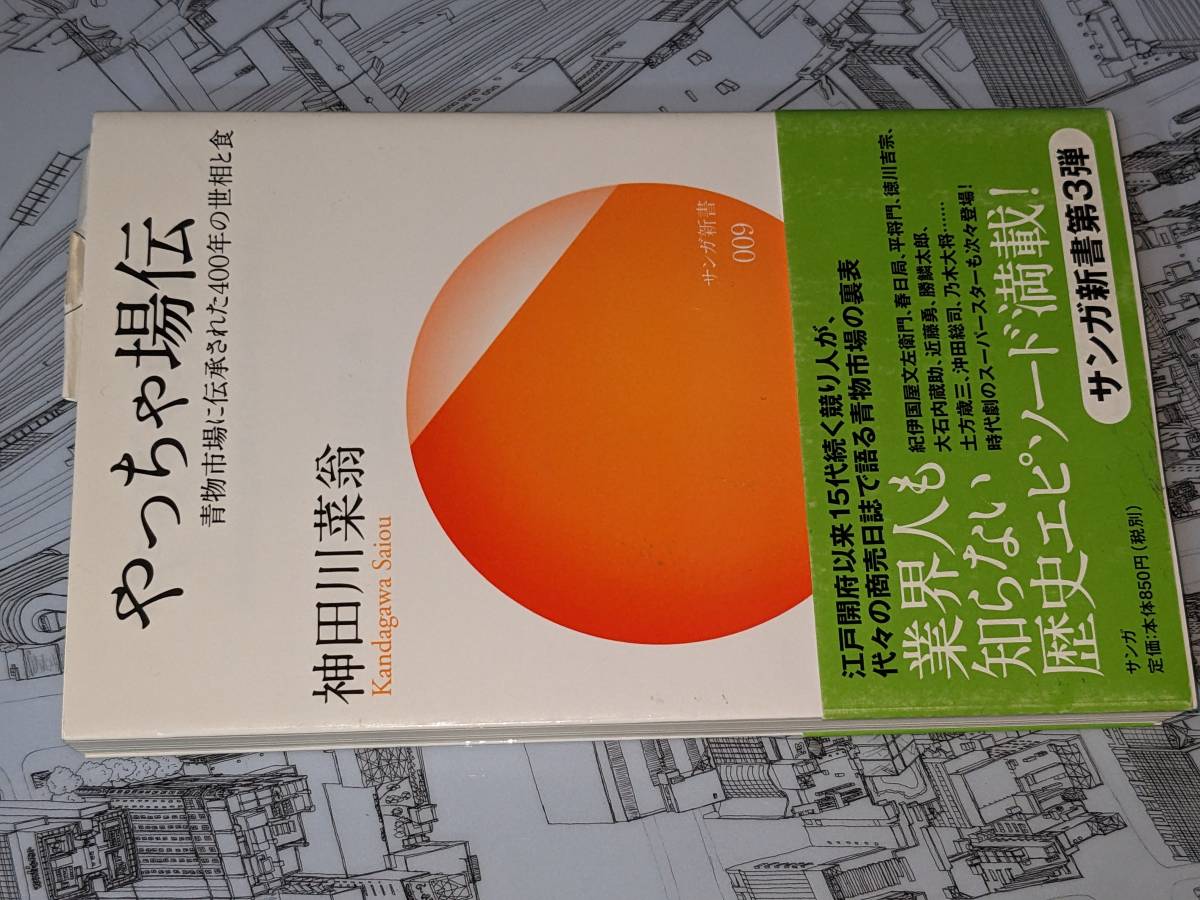 やっちゃ場伝
青物市場に伝承された400年の世相と食
神田川菜翁
Kandagawa Saiou
サンガ新書
009
江戸開府以来15代続く競り人が、
代々の商売日誌で語る青物市場の裏表
紀伊国屋文左衛門、春日局、平将門、徳川吉宗、
大石内蔵助、近藤勇、勝鱗太郎、
土方歳三、沖田総司、乃木大将……
時代劇のスーパースターも次々登場!
業界人も
知らない
歴史エピソード満載!
サンガ新書第3弾
サンガ
定価:本体850円(税別)